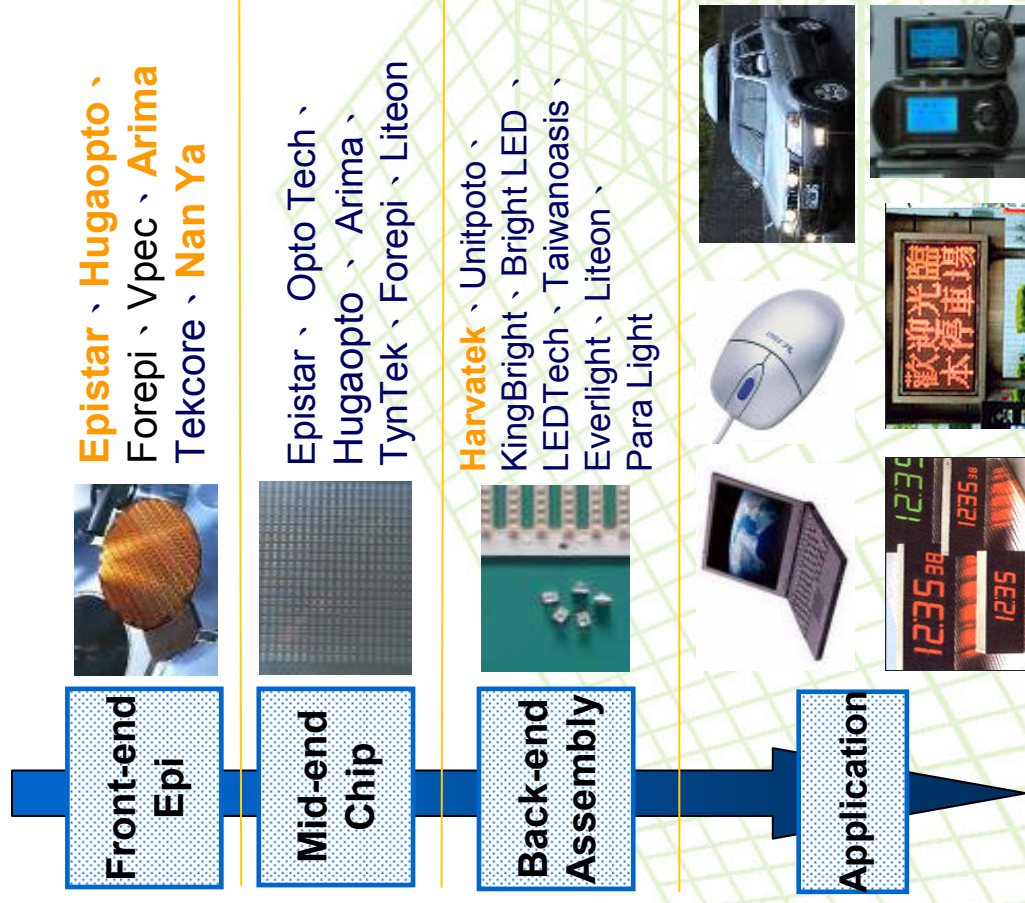 Front-end
Epi
Epistar、Hugaopto、
Forepi、Vpec、Arima
Tekcore、Nan Ya
Mid-end
Chip
Epistar、Opto Tech、
Hugaopto、Arima、
TynTek、Forepi、Liteon
Back-end
Assembly
Harvatek、Unitpoto、
KingBright、Bright LED、
LEDTech、Taiwanoasis、
Everlight、Liteon、
Para Light
Application
歡迎光臨
本停車場
12.35 38
12.35
12.35 38
12.35